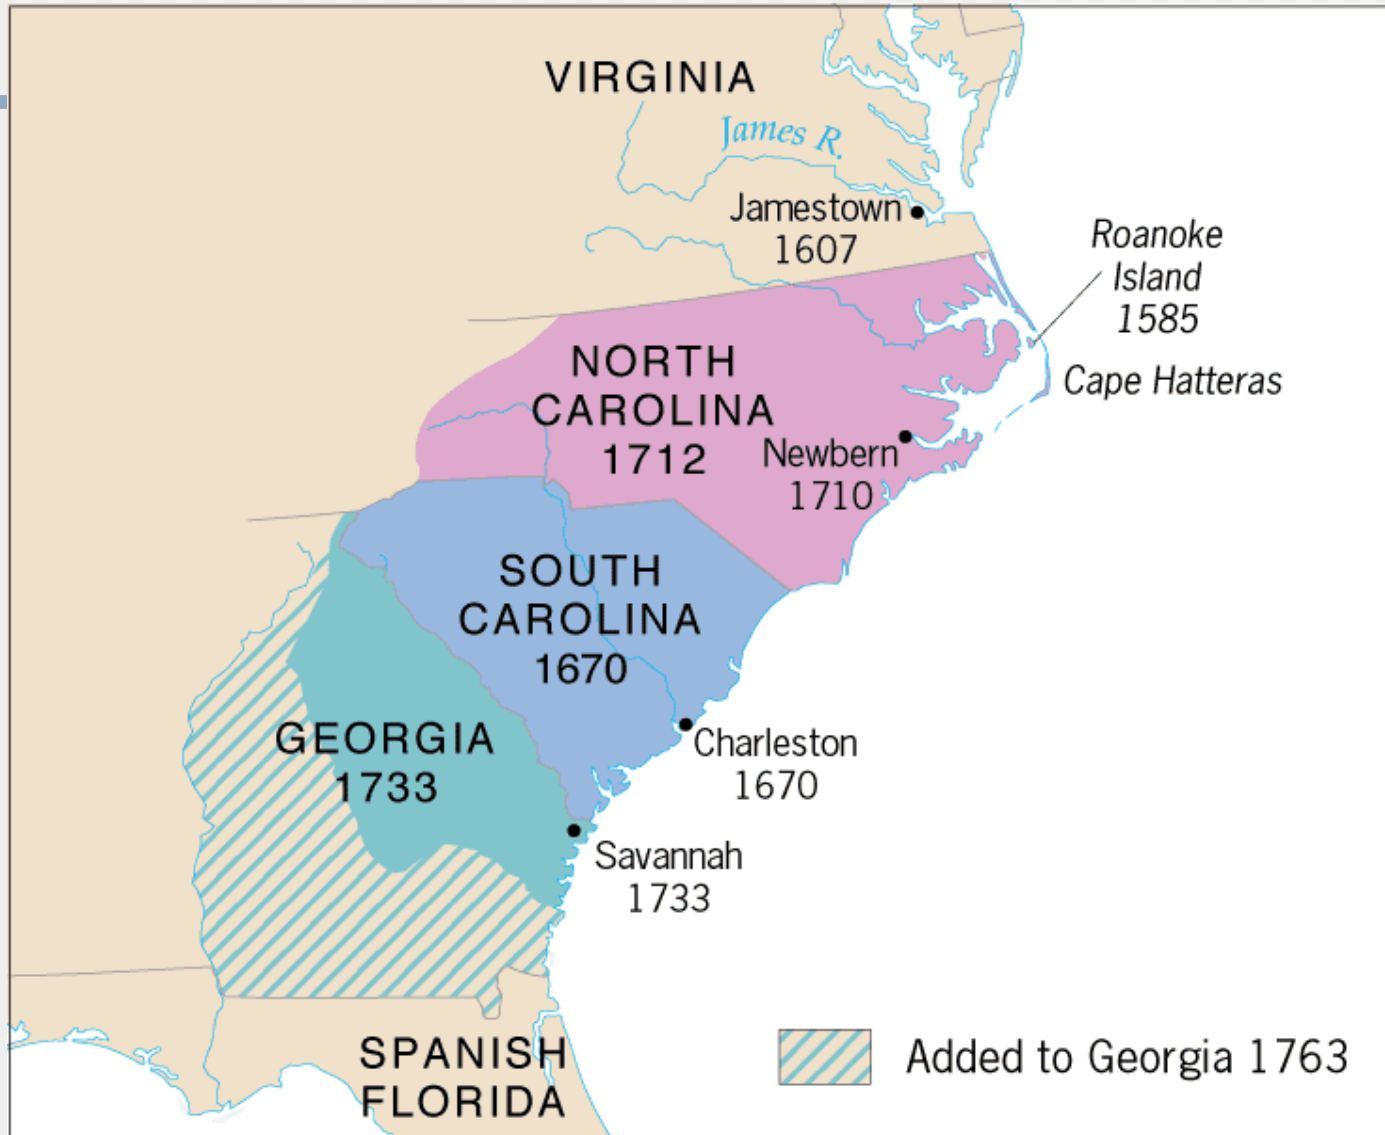 VIRGINIA
James R.
Jamestown
1607
Roanoke
Island
1585
Cape Hatteras
NORTH
CAROLINA
1712
Newbern
1710
SOUTH
CAROLINA
1670
GEORGIA
1733
Charleston
1670
Savannah
1733
SPANISH
FLORIDA
Added to Georgia 1763